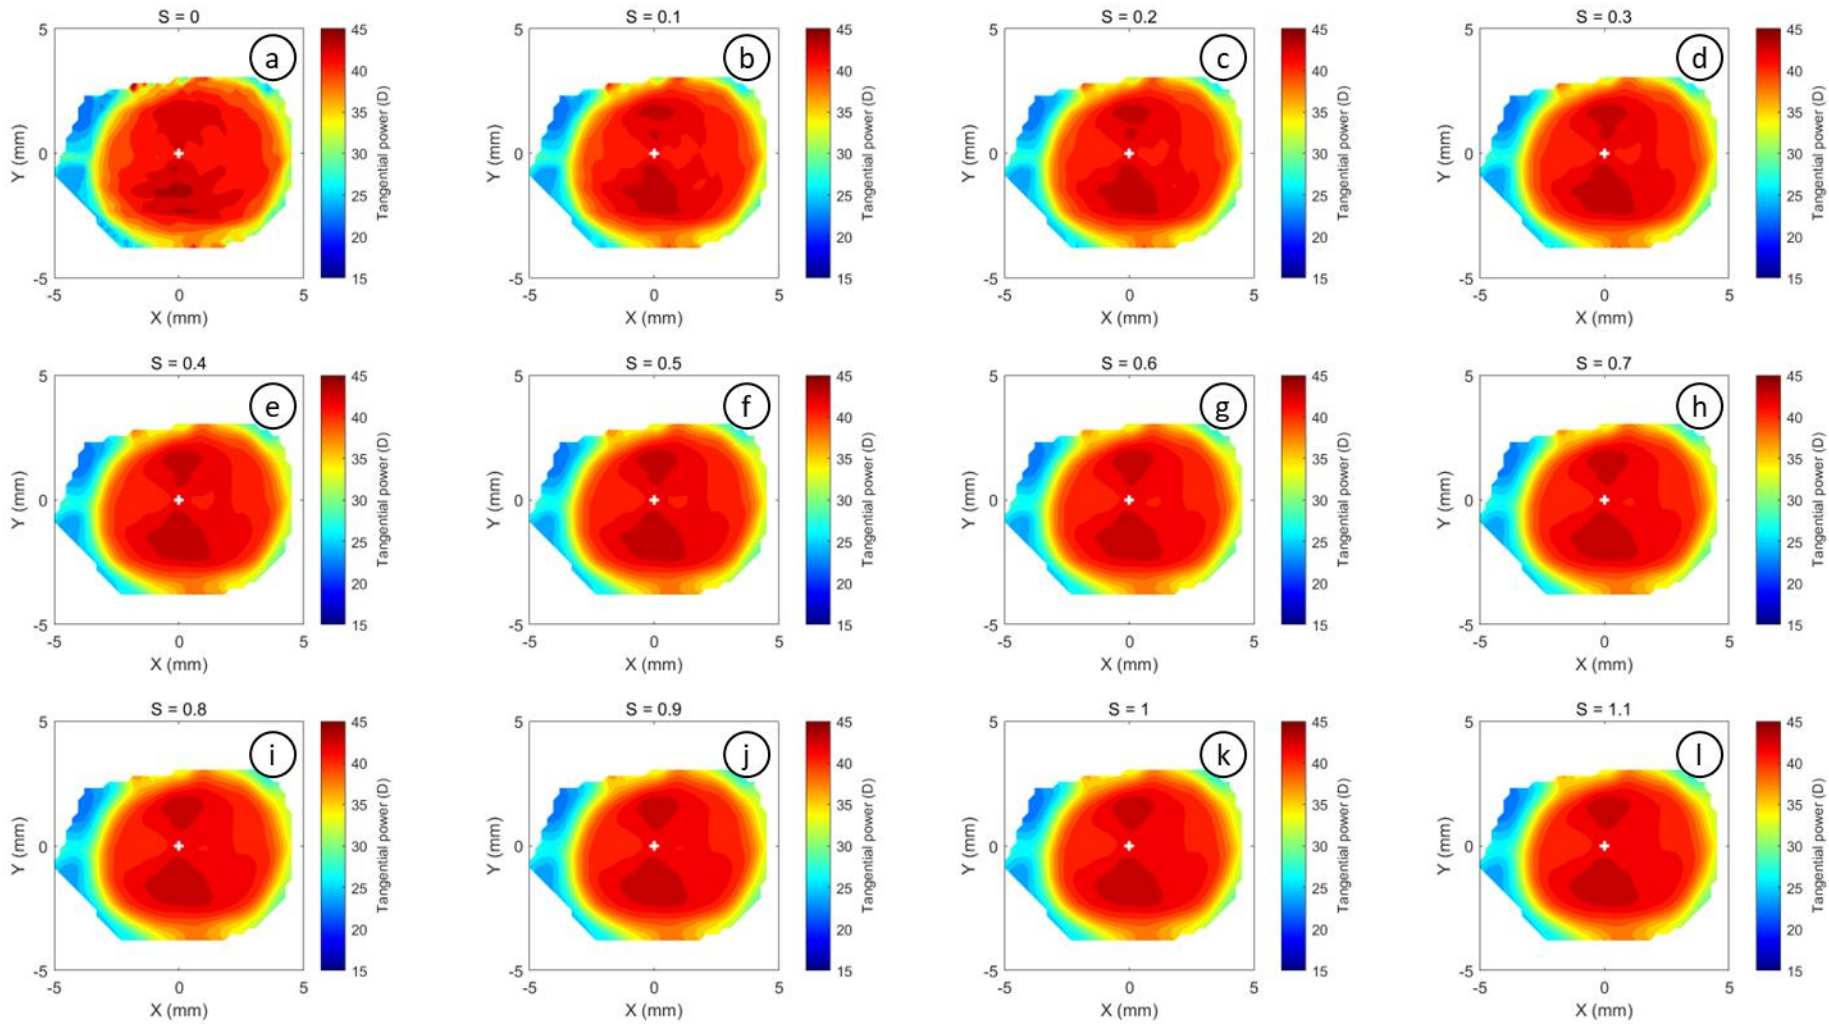 S = 0
S = 0.1
S = 0.2
S = 0.3
5 a 45 5 b 45 5 c 45 5 d 45
40 40 40 40
35 35 35 35
Y (mm) 0 30 Tangential power (D) Y (mm) 0 30 Tangential power (D) Y (mm) 0 30 Tangential power (D) Y (mm) 0 30 Tangential power (D)
25 25 25 25
20 20 20 20
-5 15 -5 15 -5 15 -5 15
-5 0 5 -5 0 5 -5 0 5 -5 0 5
X (mm) X (mm) X (mm) X (mm)
S = 0.4
S = 0.5
S = 0.6
S = 0.7
5 e 45 5 f 45 5 g 45 5 h 45
40 40 40 40
35 35 35 35
Y (mm) 0 30 Tangential power (D) Y (mm) 0 30 Tangential power (D) Y (mm) 0 30 Tangential power (D) Y (mm) 0 30 Tangential power (D)
25 25 25 25
20 20 20 20
-5 15 -5 15 -5 15 -5 15
-5 0 5 -5 0 5 -5 0 5 -5 0 5
X (mm) X (mm) X (mm) X (mm)
S = 0.8
S = 0.9
S = 1
S = 1.1
5 i 45 5 j 45 5 k 45 5 l 45
40 40 40 40
35 35 35 35
Y (mm) 0 30 Tangential power (D) Y (mm) 0 30 Tangential power (D) Y (mm) 0 30 Tangential power (D) Y (mm) 0 30 Tangential power (D)
25 25 25 25
20 20 20 20
-5 15 -5 15 -5 15 -5 15
-5 0 5 -5 0 5 -5 0 5 -5 0 5
X (mm) X (mm) X (mm) X (mm)